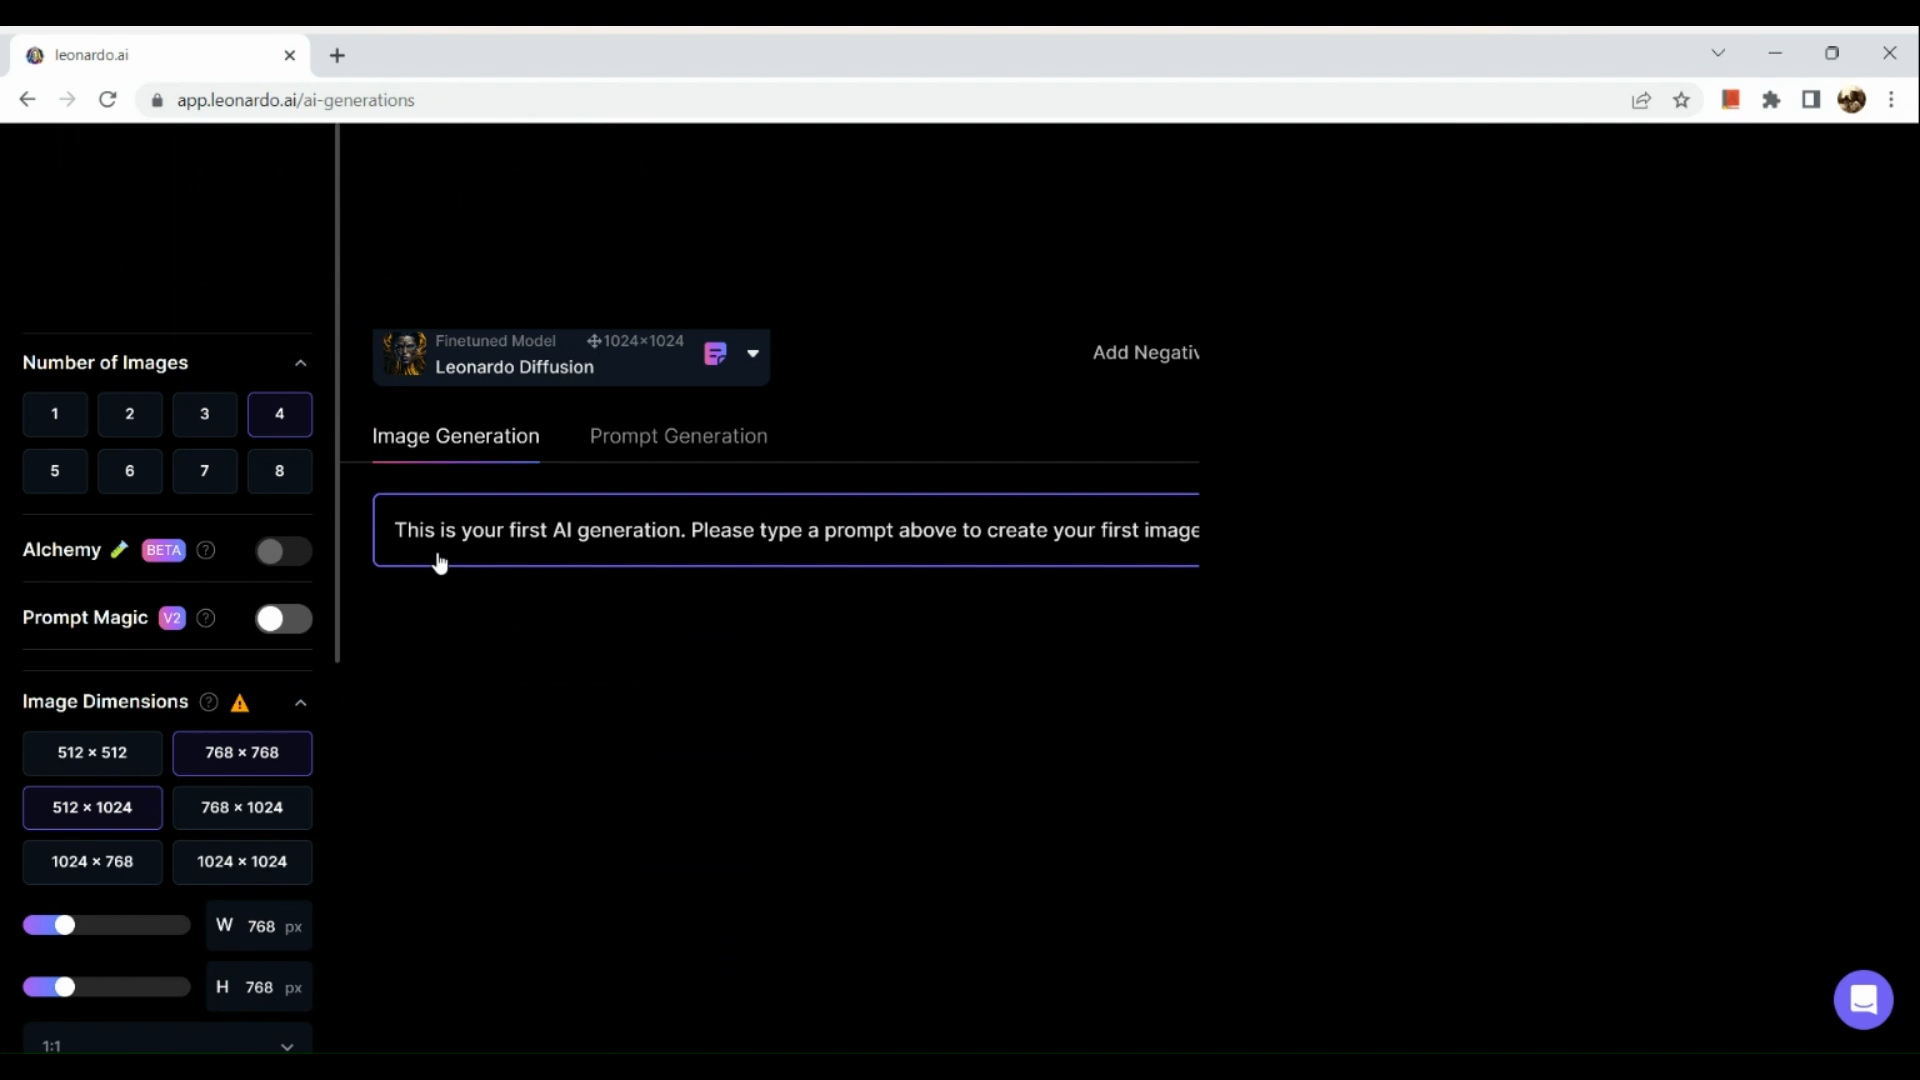 leonardo.ai
app.leonardo.ai/ai-generations
Number of Images
1 2 3 4
5 6 7 8
Alchemy BETA ?
Prompt Magic V2 ?
Image Dimensions ?
512 × 512 768 × 768
512 × 1024 768 × 1024
1024 × 768 1024 × 1024
W 768 px
H 768 px
1:1
Finetuned Model 1024×1024
Leonardo Diffusion
Add Negativ
Image Generation Prompt Generation
This is your first AI generation. Please type a prompt above to create your first image